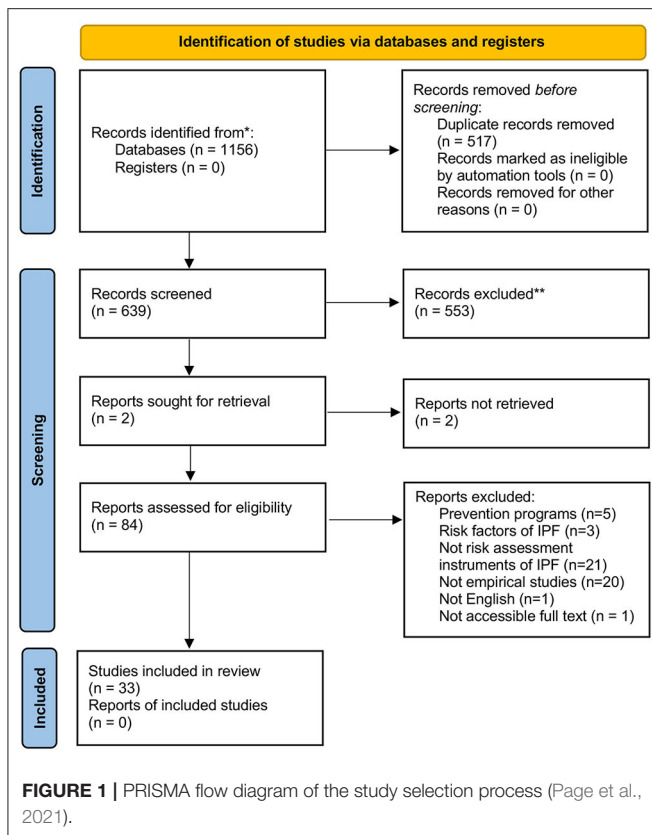 Identification of studies via databases and registers
Identification
Records identified from*:
Databases (n = 1156)
Registers (n = 0)
Records removed before
screening:
Duplicate records removed
(n = 517)
Records marked as ineligible
by automation tools (n = 0)
Records removed for other
reasons (n = 0)
Screening
Records screened
(n = 639)
Records excluded**
(n = 553)
Reports sought for retrieval
(n = 2)
Reports not retrieved
(n = 2)
Reports assessed for eligibility
(n = 84)
Reports excluded:
Prevention programs (n=5)
Risk factors of IPF (n=3)
Not risk assessment
instruments of IPF (n=21)
Not empirical studies (n=20)
Not English (n=1)
Not accessible full text (n = 1)
Included
Studies included in review
(n = 33)
Reports of included studies
(n = 0)
FIGURE 1 | PRISMA flow diagram of the study selection process (Page et al.,
2021).